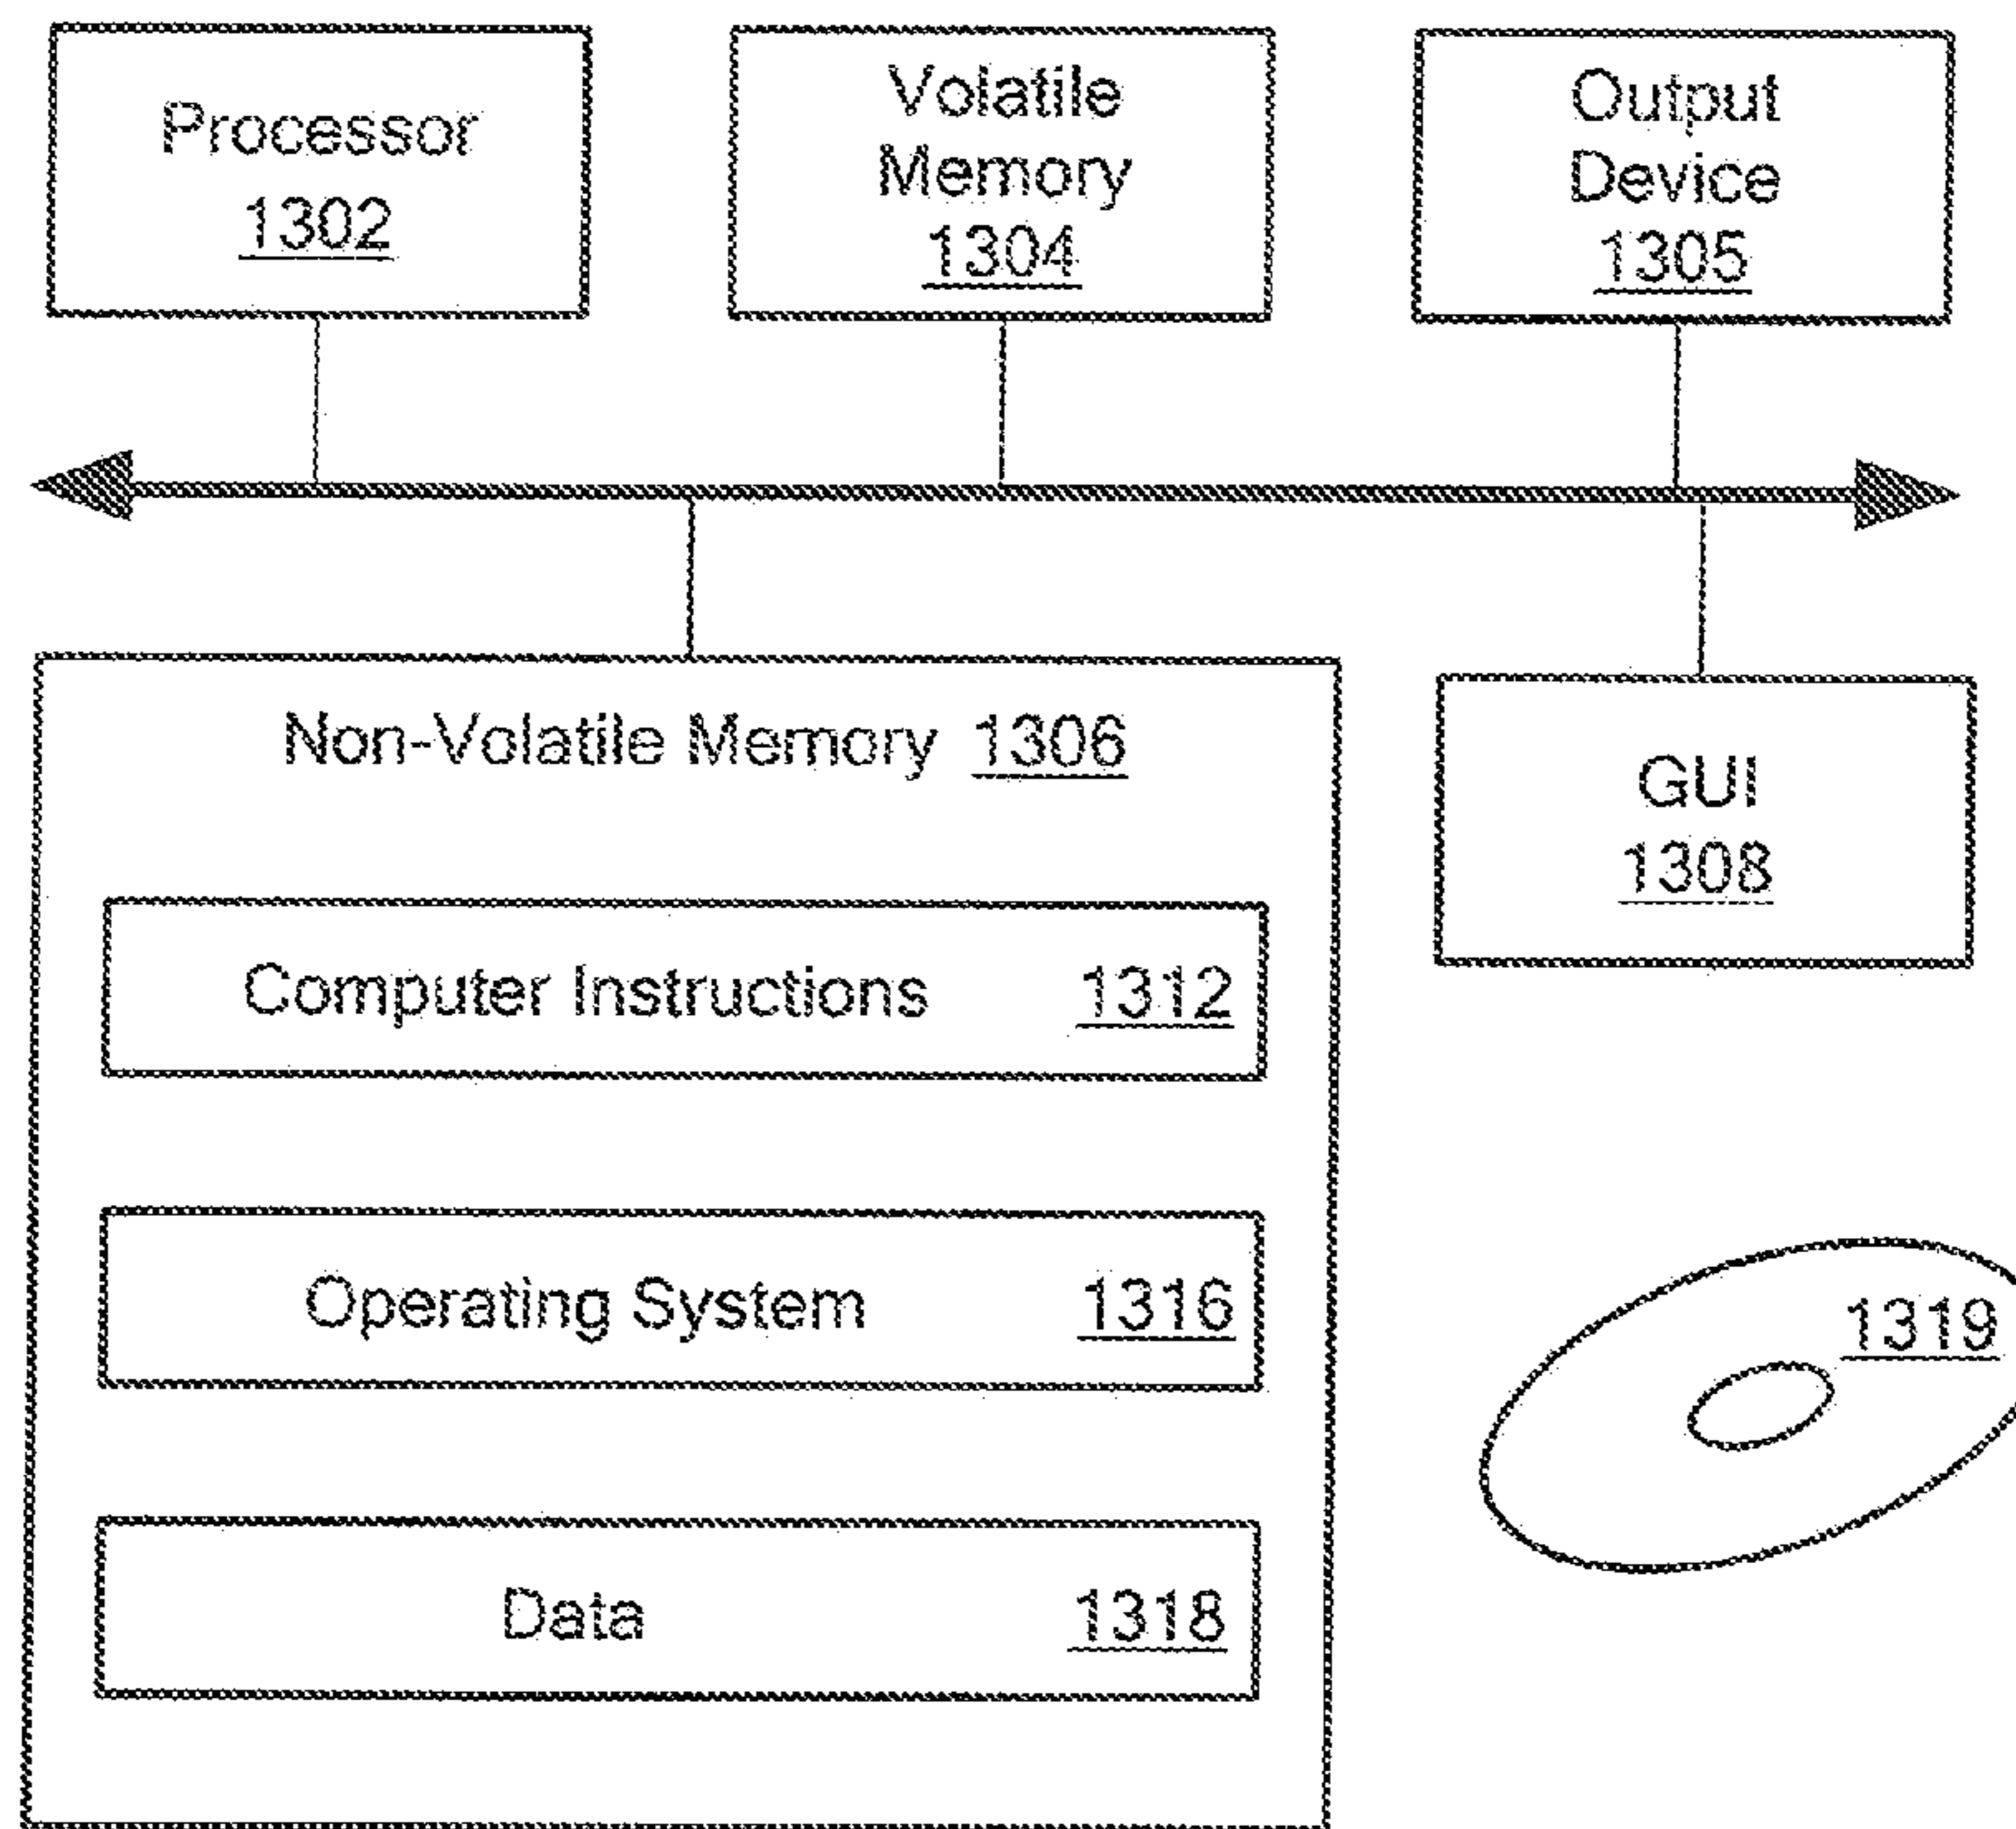 Processor
1302
Volatile
Memory
1304
Output
Device
1305
Non-Volatile Memory 1306
GUI
1308
Computer Instructions 1312
Operating System 1316
1319
Data 1318